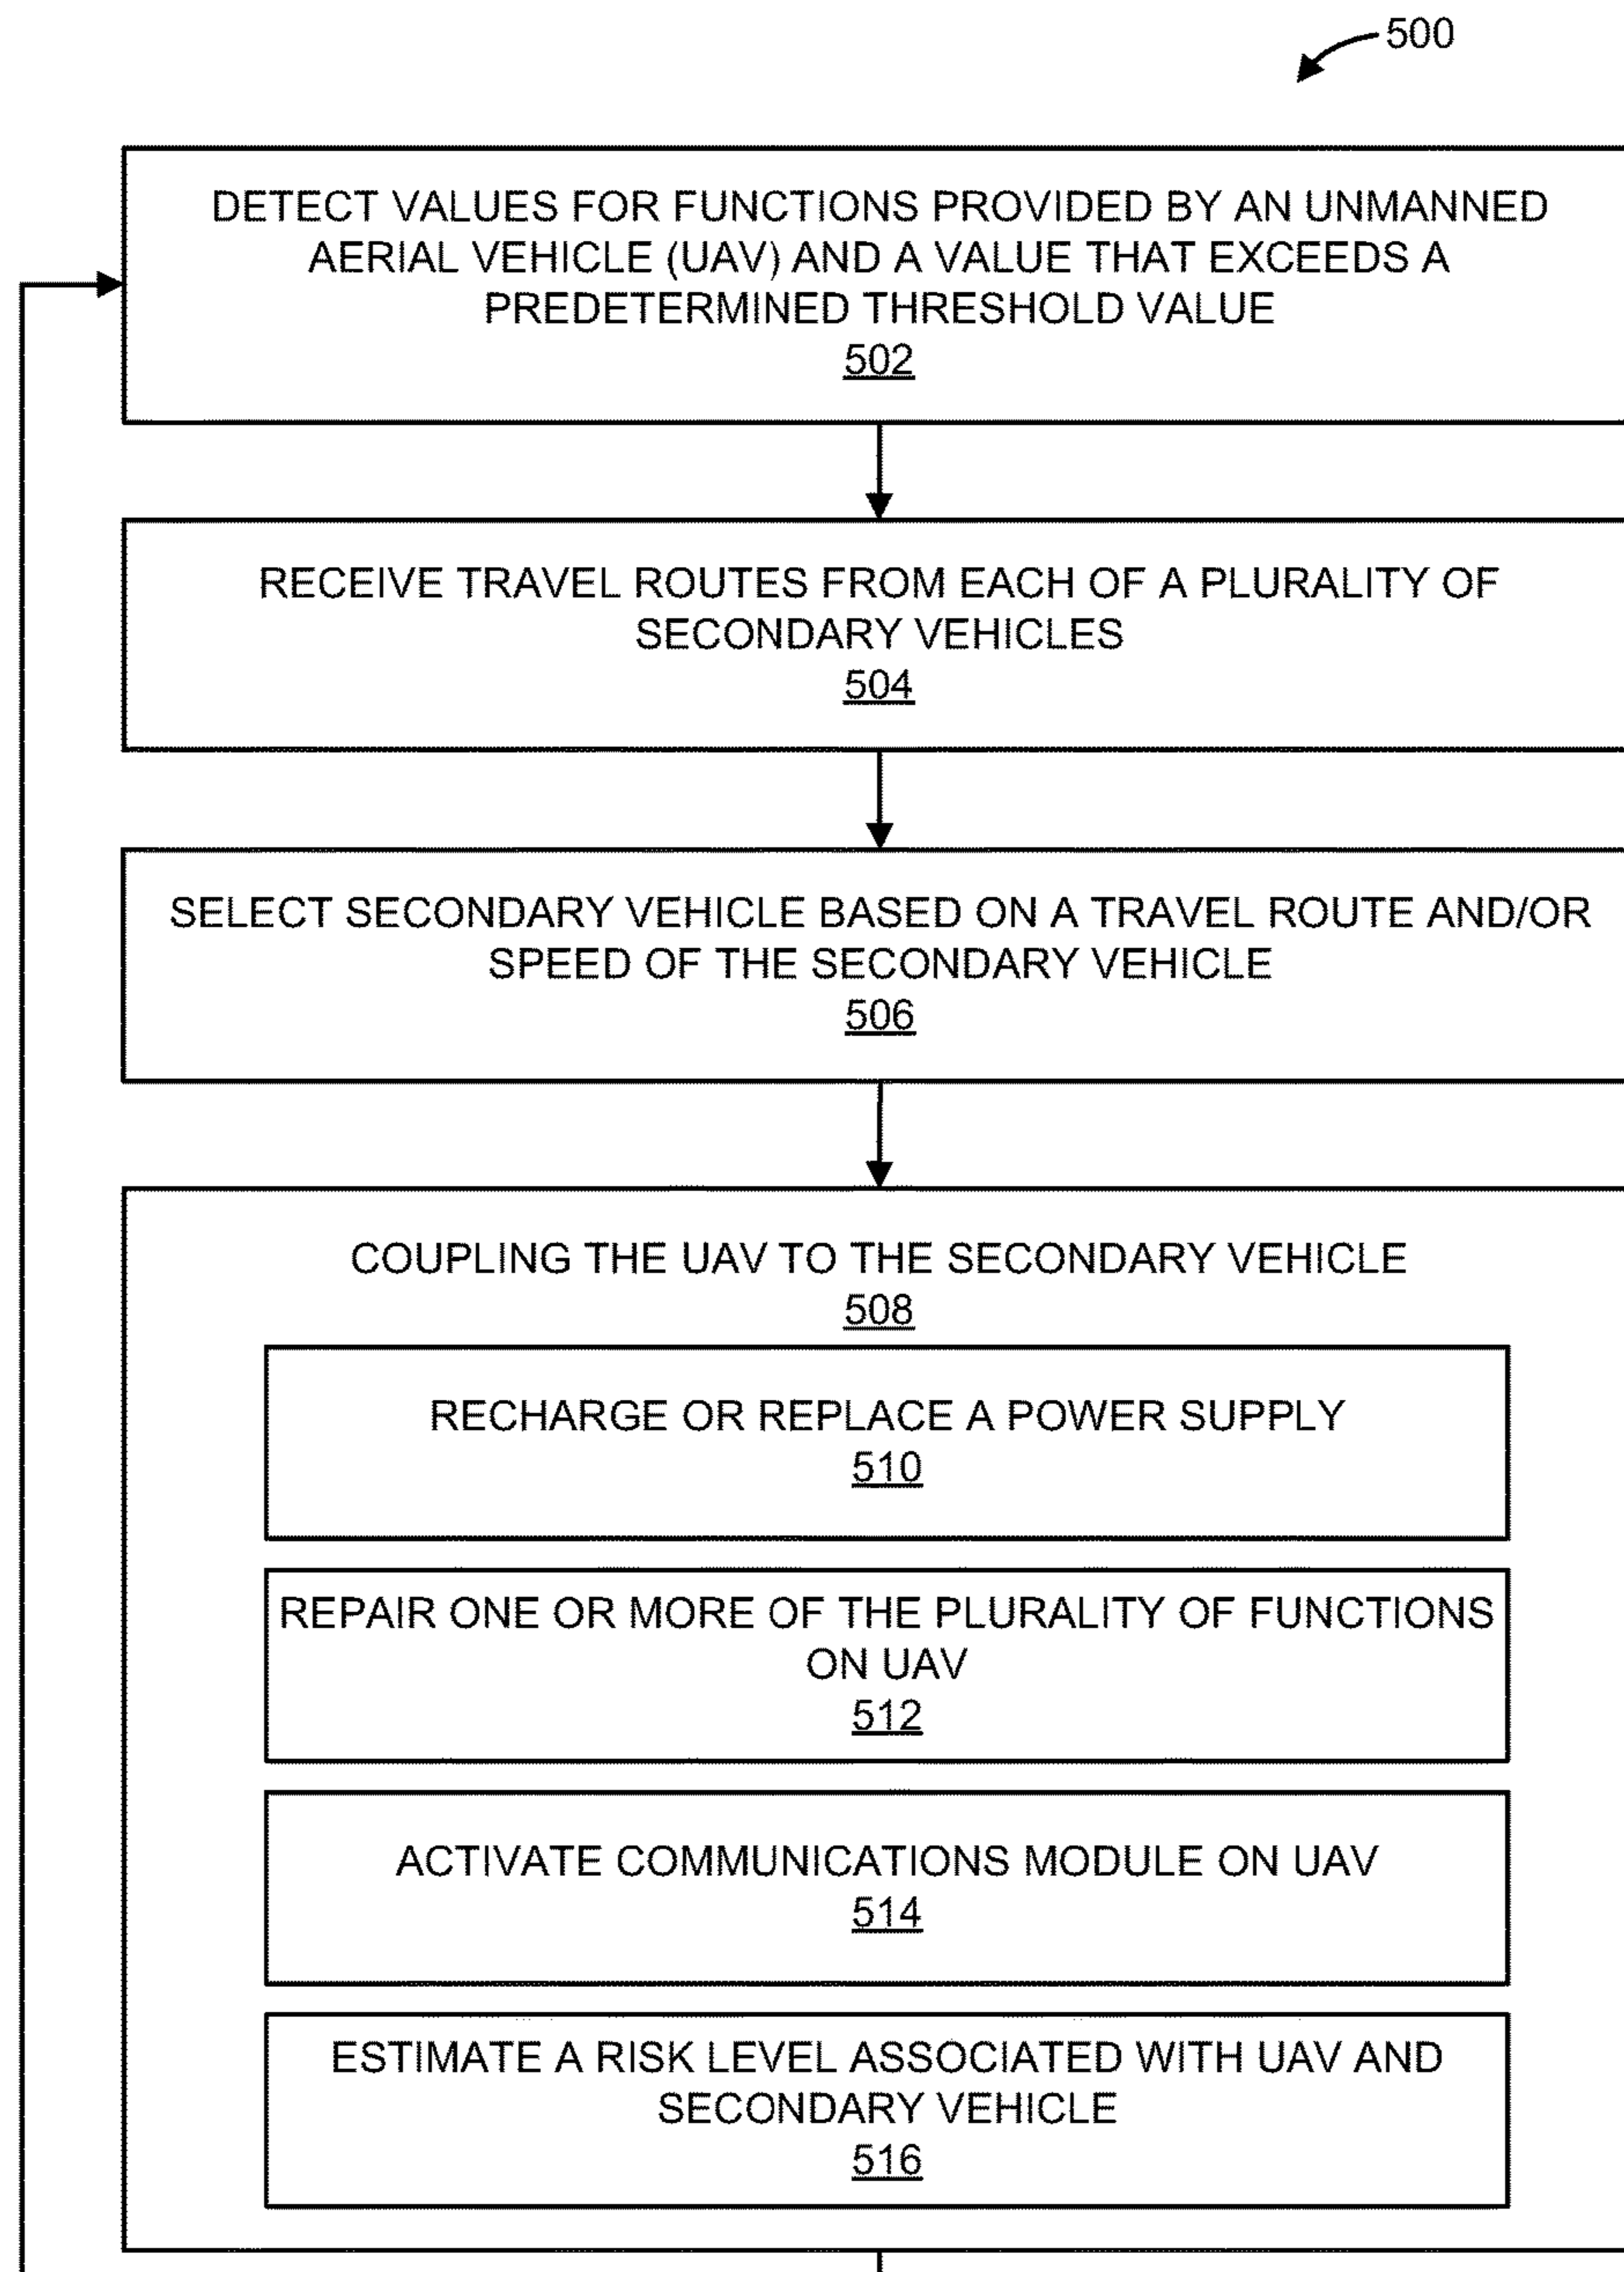 500
DETECT VALUES FOR FUNCTIONS PROVIDED BY AN UNMANNED
AERIAL VEHICLE (UAV) AND A VALUE THAT EXCEEDS A
PREDETERMINED THRESHOLD VALUE
502
RECEIVE TRAVEL ROUTES FROM EACH OF A PLURALITY OF
SECONDARY VEHICLES
504
SELECT SECONDARY VEHICLE BASED ON A TRAVEL ROUTE AND/OR
SPEED OF THE SECONDARY VEHICLE
506
COUPLING THE UAV TO THE SECONDARY VEHICLE
508
RECHARGE OR REPLACE A POWER SUPPLY
510
REPAIR ONE OR MORE OF THE PLURALITY OF FUNCTIONS
ON UAV
512
ACTIVATE COMMUNICATIONS MODULE ON UAV
514
ESTIMATE A RISK LEVEL ASSOCIATED WITH UAV AND
SECONDARY VEHICLE
516